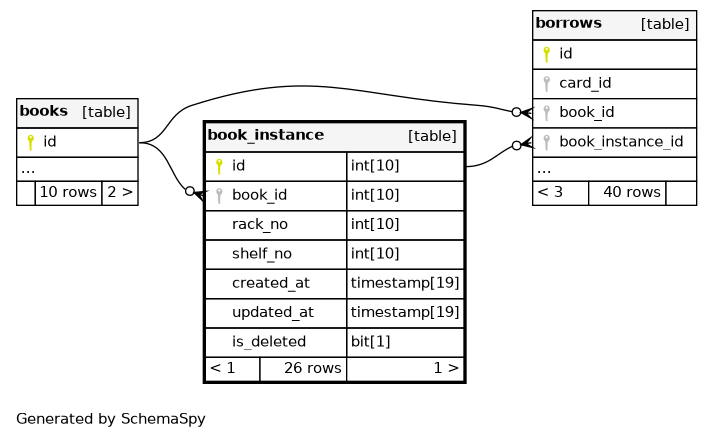 books [table]
id
...
10 rows 2 >
book_instance [table]
id int[10]
book_id int[10]
rack_no int[10]
shelf_no int[10]
created_at timestamp[19]
updated_at timestamp[19]
is_deleted bit[1]
< 1 26 rows 1 >
borrows [table]
id
card_id
book_id
book_instance_id
...
< 3 40 rows
Generated by SchemaSpy